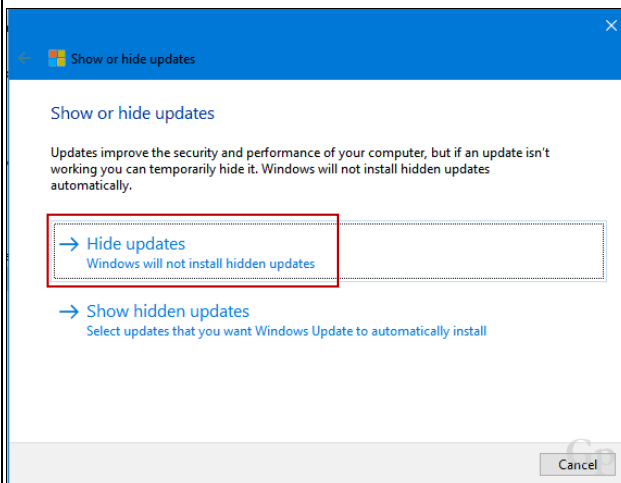 Show or hide updates
Show or hide updates
Updates improve the security and performance of your computer, but if an update isn't
working you can temporarily hide it. Windows will not install hidden updates
automatically.
Hide updates
Windows will not install hidden updates
Show hidden updates
Select updates that you want Windows Update to automatically install
Gp
Cancel